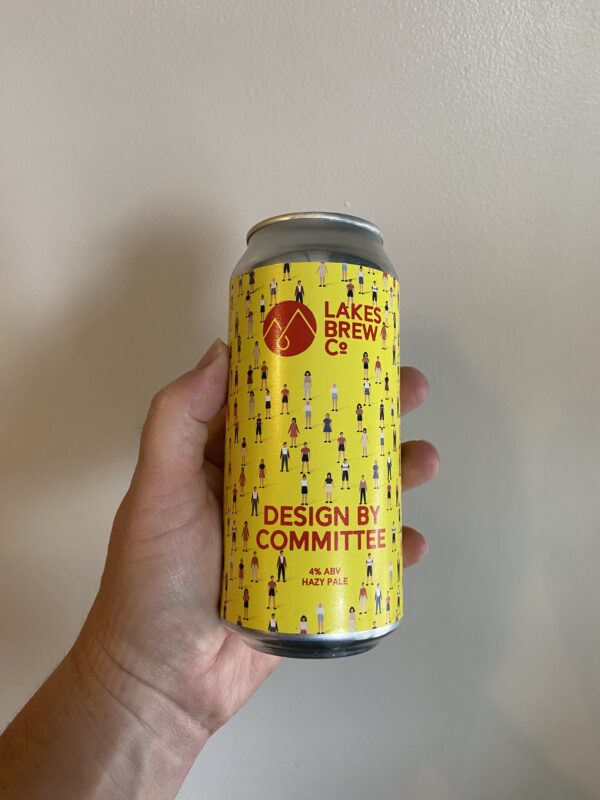 LAKES
BREW
Co
DESIGN BY
COMMITTEE
4% ABV
HAZY PALE